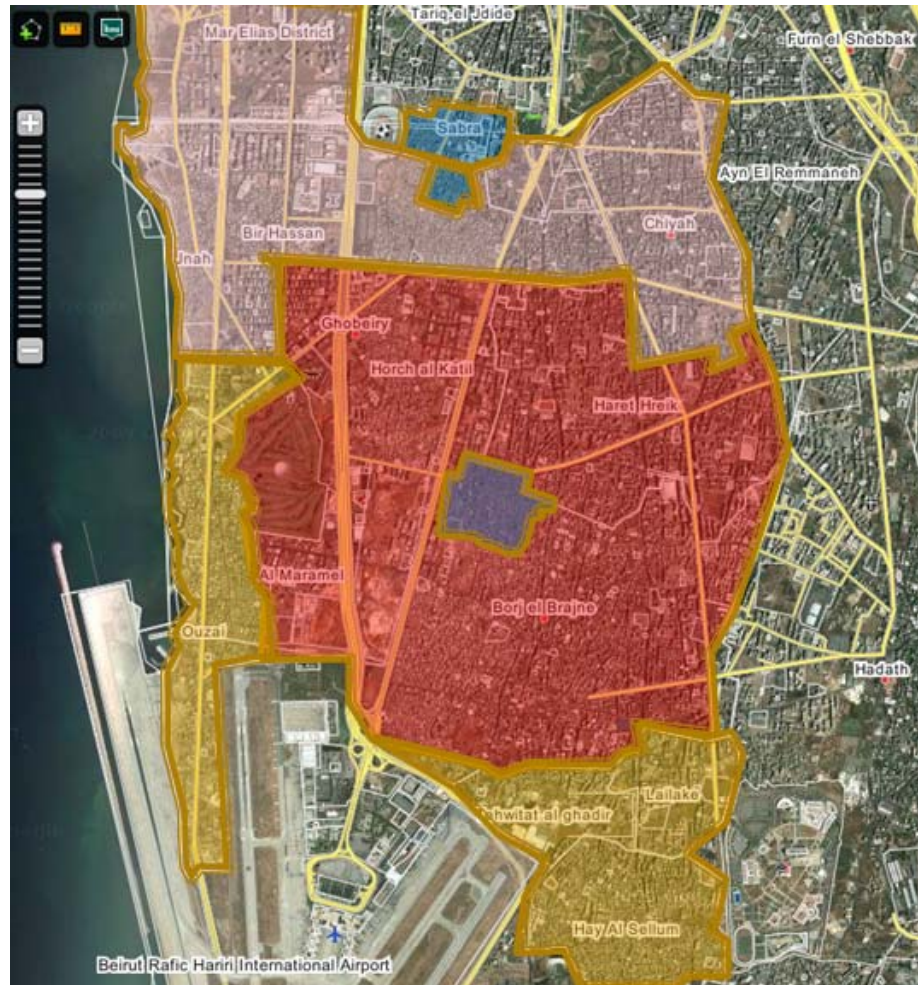 Tariq el Jdide
Mar Elias District
Furn el Shebbak
Sabra
Ayn El Remmaneh
Chiyah
Bir Hassan
Jnah
Ghobeiry
Horch al Katil
Haret Hreik
Al Maramel
Borj el Brajne
Ouzai
Hadath
Lailake
ahwitat al ghadir
Hay Al Sellum
Beirut Rafic Hariri International Airport